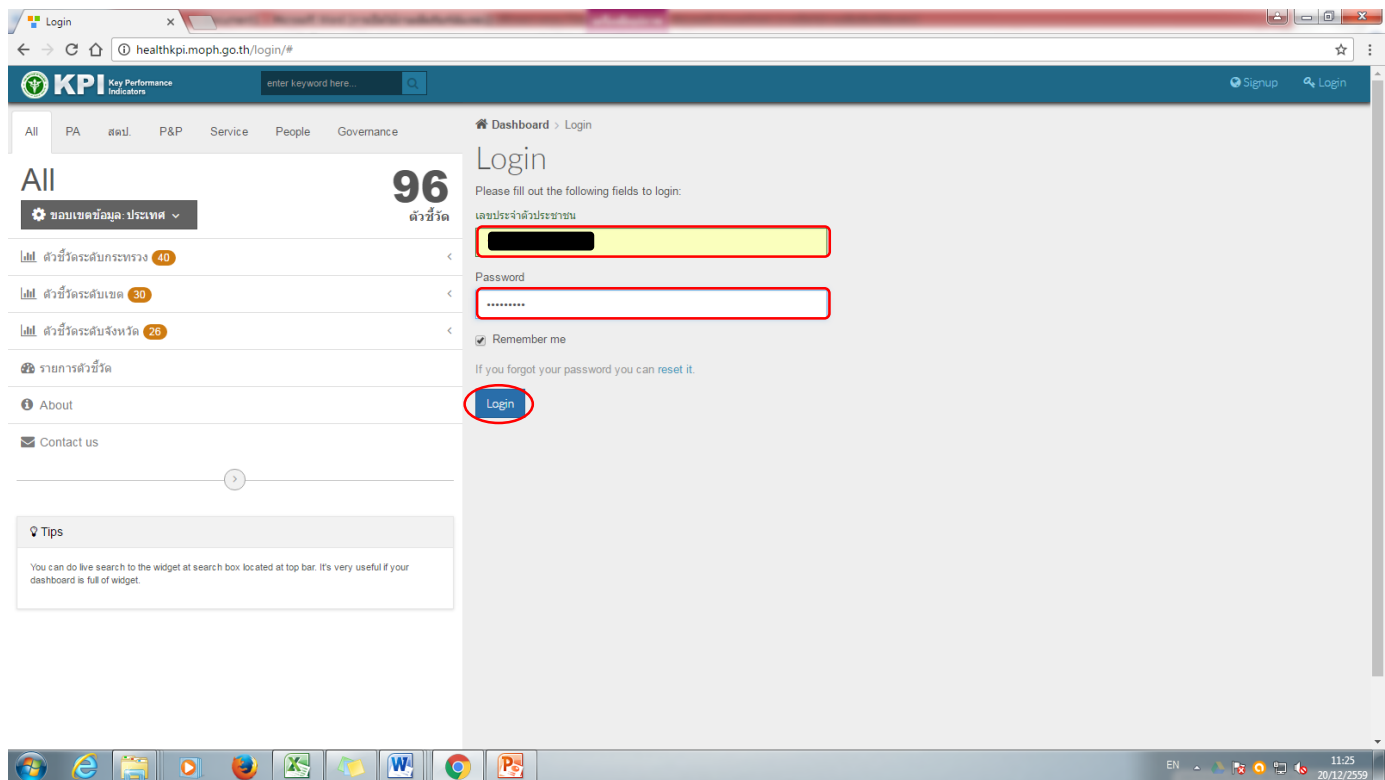 Login
healthkpi.moph.go.th/login/#
KPI Key Performance Indicators
enter keyword here...
Signup
Login
All PA สตป. P&P Service People Governance
All
96
ขอบเขตข้อมูล: ประเทศ
ตัวชี้วัด
ตัวชี้วัดระดับกระทรวง 40
ตัวชี้วัดระดับเขต 30
ตัวชี้วัดระดับจังหวัด 26
รายการตัวชี้วัด
About
Contact us
Tips
You can do live search to the widget at search box located at top bar. It's very useful if your
dashboard is full of widget.
Dashboard > Login
Login
Please fill out the following fields to login:
เลขประจำตัวประชาชน
Password
Remember me
If you forgot your password you can reset it.
Login
EN
11:25
20/12/2559